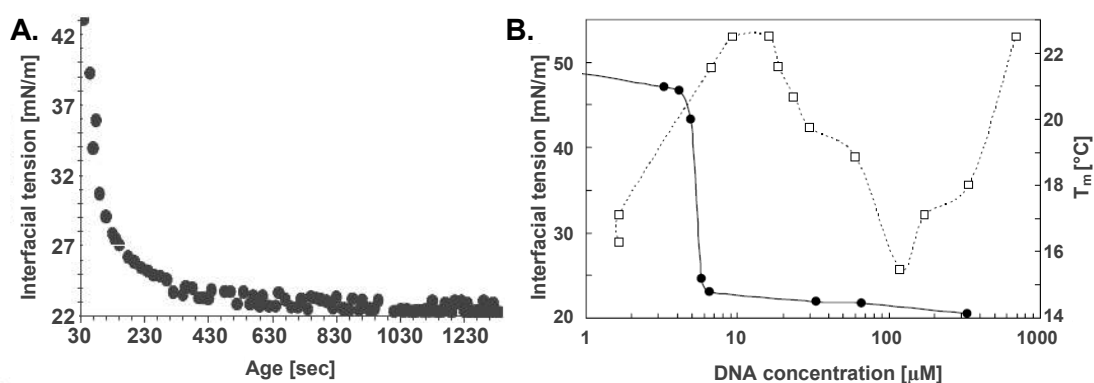 A.
Interfacial tension [mN/m]
42
37
32
27
22
30 230 430 630 830 1030 1230
Age [sec]
B.
Interfacial tension [mN/m]
50
40
30
20
1 10 100 1000
DNA concentration [μM]
22
20
18
16
14
Tm [°C]